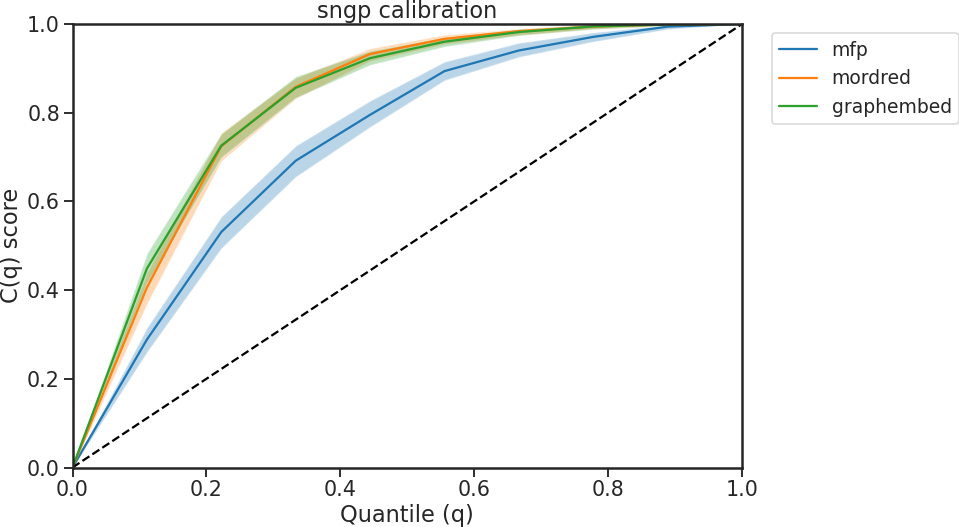 sngp calibration
C(q) score
1.0
0.8
0.6
0.4
0.2
0.0
0.0 0.2 0.4 0.6 0.8 1.0
Quantile (q)
mfp
mordred
graphembed